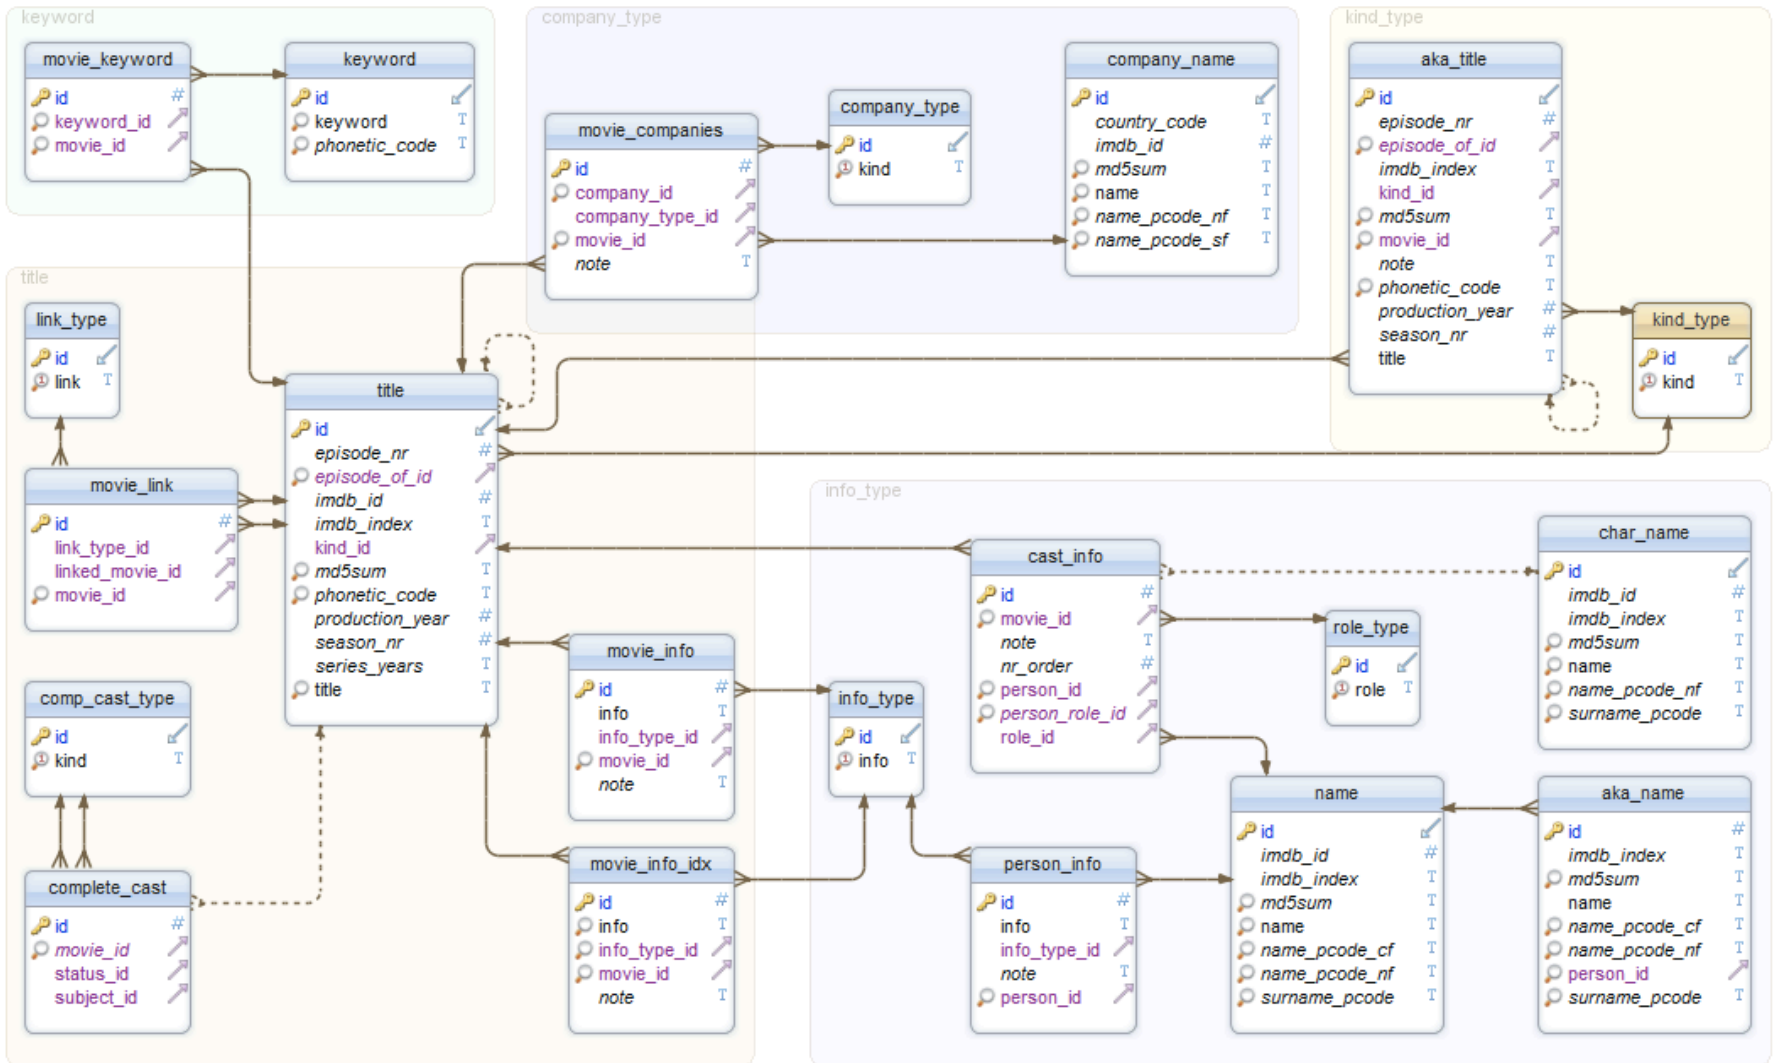 keyword
movie_keyword
id #
keyword_id
movie_id
keyword
id
keyword T
phonetic_code T
company_type
movie_companies
id #
company_id
company_type_id
movie_id
note T
company_type
id
kind T
company_name
id
country_code T
imdb_id #
md5sum T
name T
name_pcode_nf T
name_pcode_sf T
kind_type
aka_title
id
episode_nr #
episode_of_id
imdb_index T
kind_id
md5sum T
movie_id
note T
phonetic_code T
production_year #
season_nr #
title T
kind_type
id
kind T
title
link_type
id
link T
movie_link
id #
link_type_id
linked_movie_id
movie_id
title
id
episode_nr #
episode_of_id
imdb_id #
imdb_index T
kind_id
md5sum T
phonetic_code T
production_year #
season_nr #
series_years T
title T
comp_cast_type
id
kind T
complete_cast
id #
movie_id
status_id
subject_id
movie_info
id #
info T
info_type_id
movie_id
note T
movie_info_idx
id #
info T
info_type_id
movie_id
note T
info_type
info_type
id
info T
cast_info
id #
movie_id
note T
nr_order #
person_id
person_role_id
role_id
role_type
id
role T
char_name
id
imdb_id #
imdb_index T
md5sum T
name T
name_pcode_nf T
surname_pcode T
person_info
id #
info T
info_type_id
note T
person_id
name
id
imdb_id #
imdb_index T
md5sum T
name T
name_pcode_cf T
name_pcode_nf T
surname_pcode T
aka_name
id #
imdb_index T
md5sum T
name T
name_pcode_cf T
name_pcode_nf T
person_id
surname_pcode T